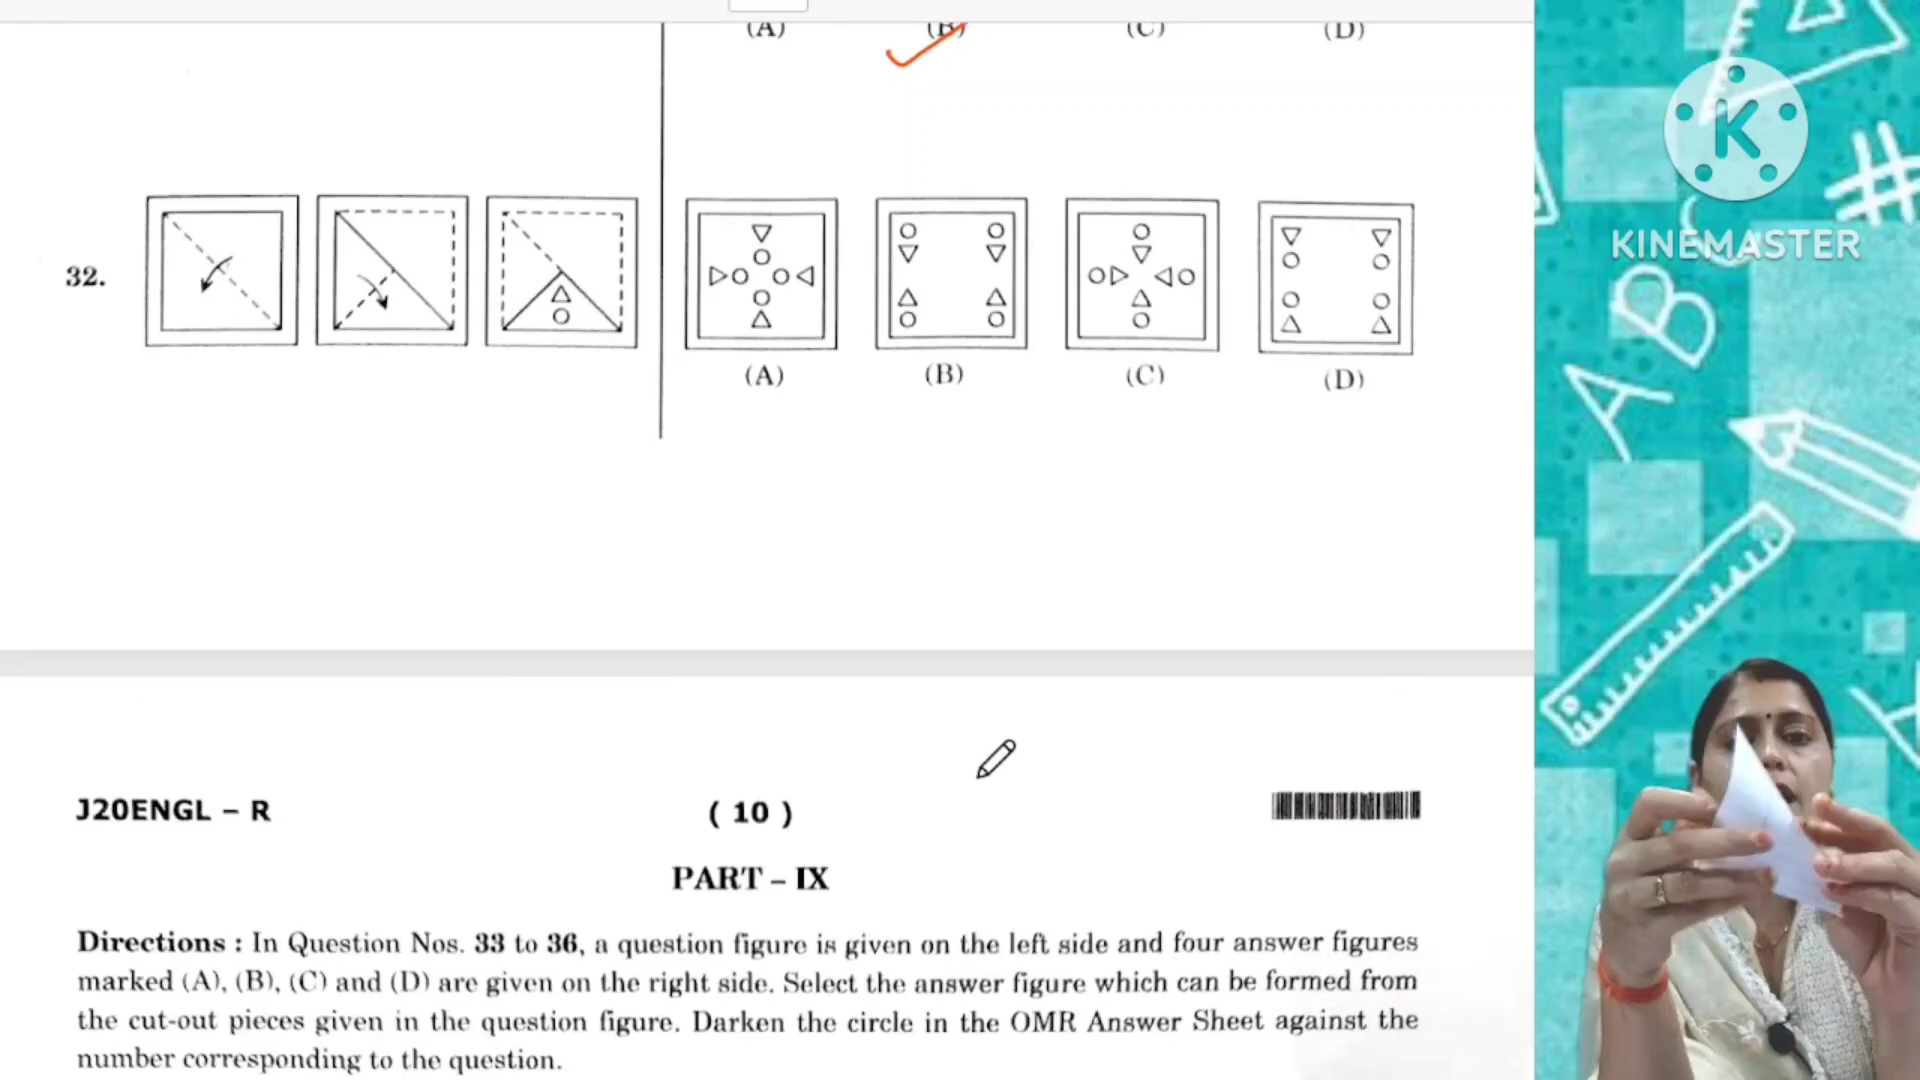 (A) (B) (C) (D)
32.
(A) (B) (C) (D)
KINEMASTER
J20ENGL – R ( 10 )
PART – IX
Directions : In Question Nos. 33 to 36, a question figure is given on the left side and four answer figures
marked (A), (B), (C) and (D) are given on the right side. Select the answer figure which can be formed from
the cut-out pieces given in the question figure. Darken the circle in the OMR Answer Sheet against the
number corresponding to the question.
K
A B C
#